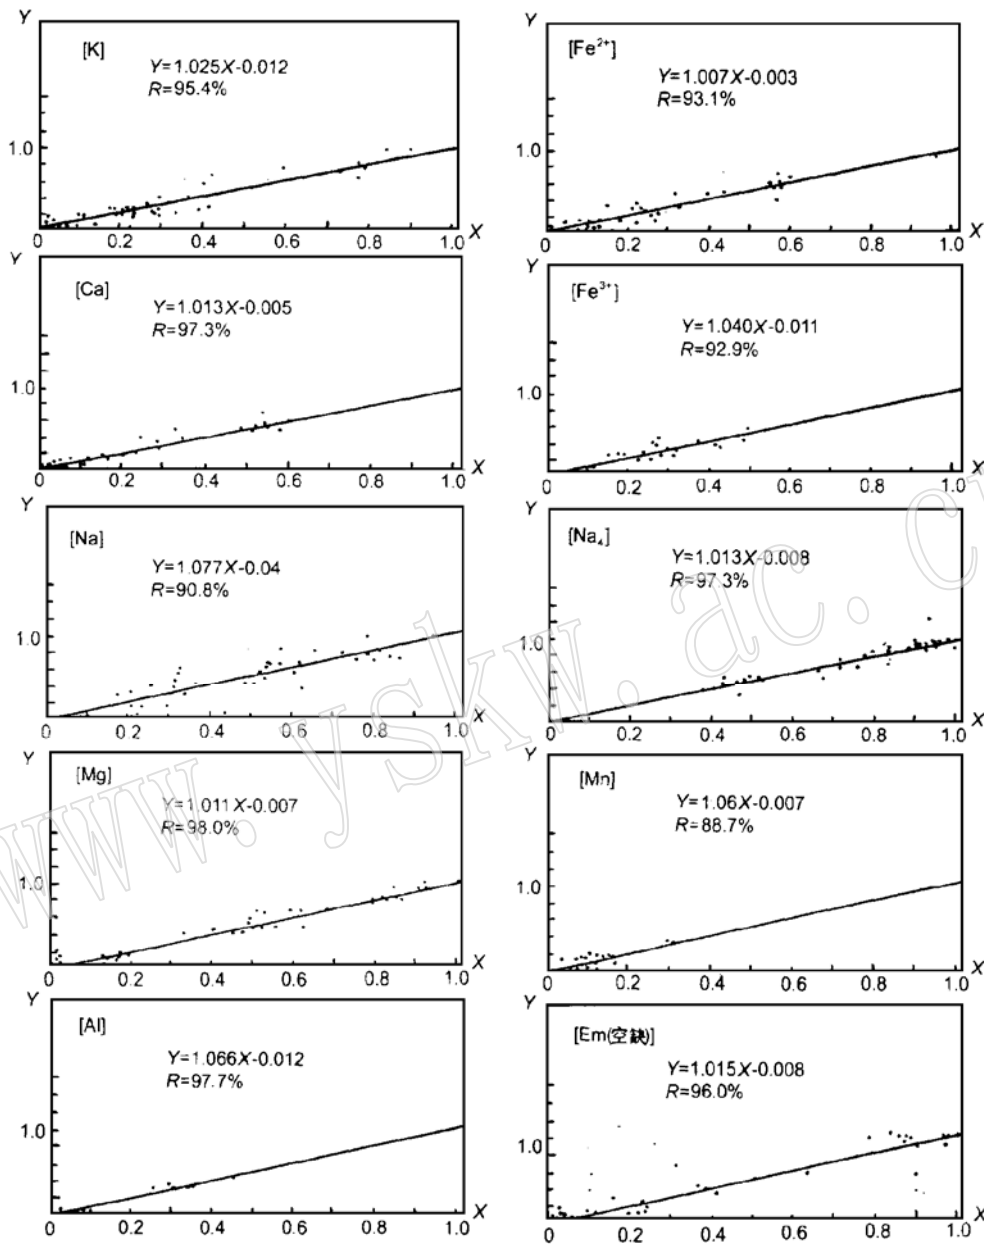 Y
[K]
Y=1.025X-0.012
R=95.4%
1.0
0 0.2 0.4 0.6 0.8 1.0 X
Y
[Fe²⁺]
Y=1.007X-0.003
R=93.1%
1.0
0 0.2 0.4 0.6 0.8 1.0 X
Y
[Ca]
Y=1.013X-0.005
R=97.3%
1.0
0 0.2 0.4 0.6 0.8 1.0 X
Y
[Fe³⁺]
Y=1.040X-0.011
R=92.9%
1.0
0 0.2 0.4 0.6 0.8 1.0 X
Y
[Na]
Y=1.077X-0.04
R=90.8%
1.0
0 0.1 0.2 0.3 0.4 0.5 0.6 0.8 1.0 X
Y
[Na₄]
Y=1.013X-0.008
R=97.3%
1.0
0 0.1 0.2 0.4 0.6 0.8 1.0 X
Y
[Mg]
Y=1.011X-0.007
R=98.0%
1.0
0 0.2 0.4 0.6 0.8 1.0 X
Y
[Mn]
Y=1.06X-0.007
R=88.7%
1.0
0 0.2 0.4 0.6 0.8 1.0 X
Y
[Al]
Y=1.066X-0.012
R=97.7%
1.0
0 0.2 0.4 0.6 0.8 1.0 X
Y
[Em(空缺)]
Y=1.015X-0.008
R=96.0%
1.0
0 0.2 0.4 0.6 0.8 1.0 X